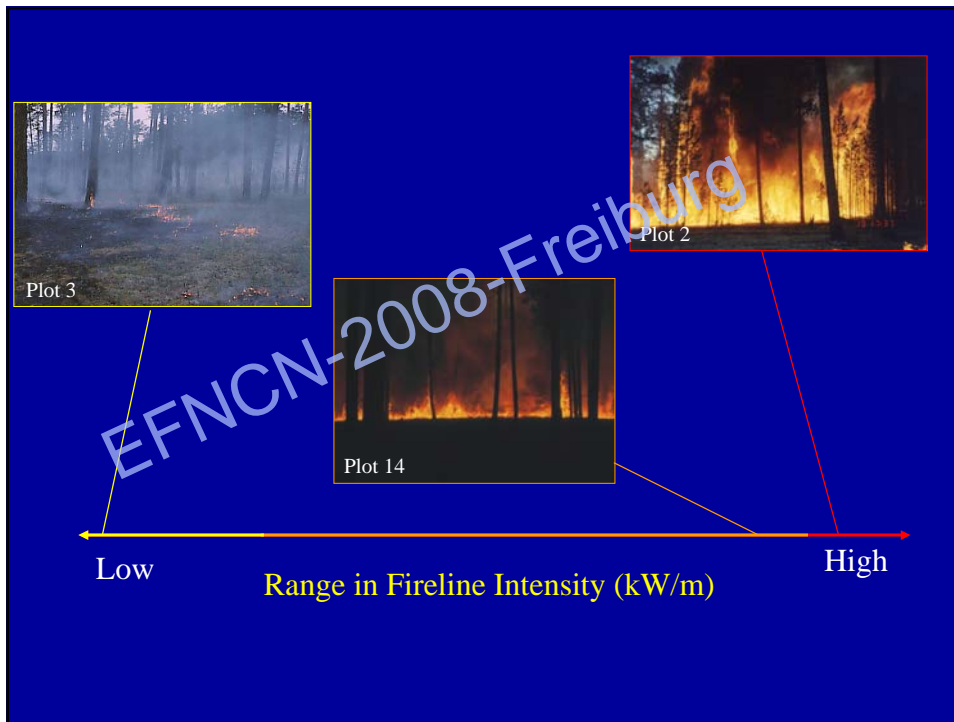 Plot 2
Plot 3
EFNCN-2008-Freiburg
Plot 14
Low
High
Range in Fireline Intensity (kW/m)